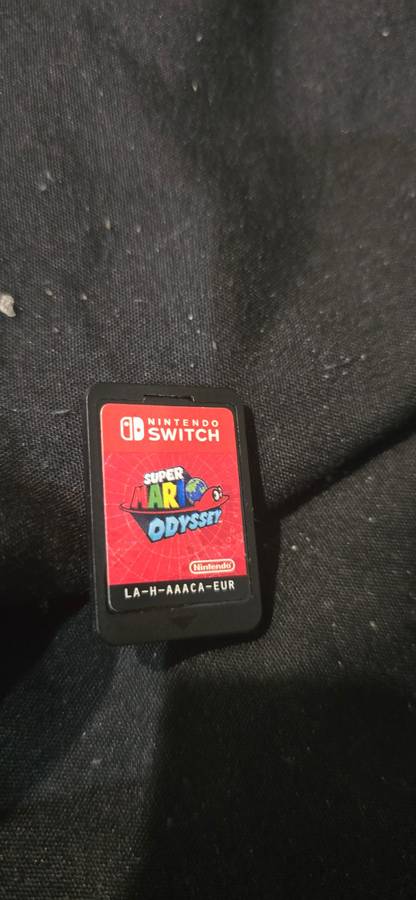 NINTENDO
SWITCH
SUPER
MARIO
ODYSSEY
Nintendo
LA-H-AAACA-EUR